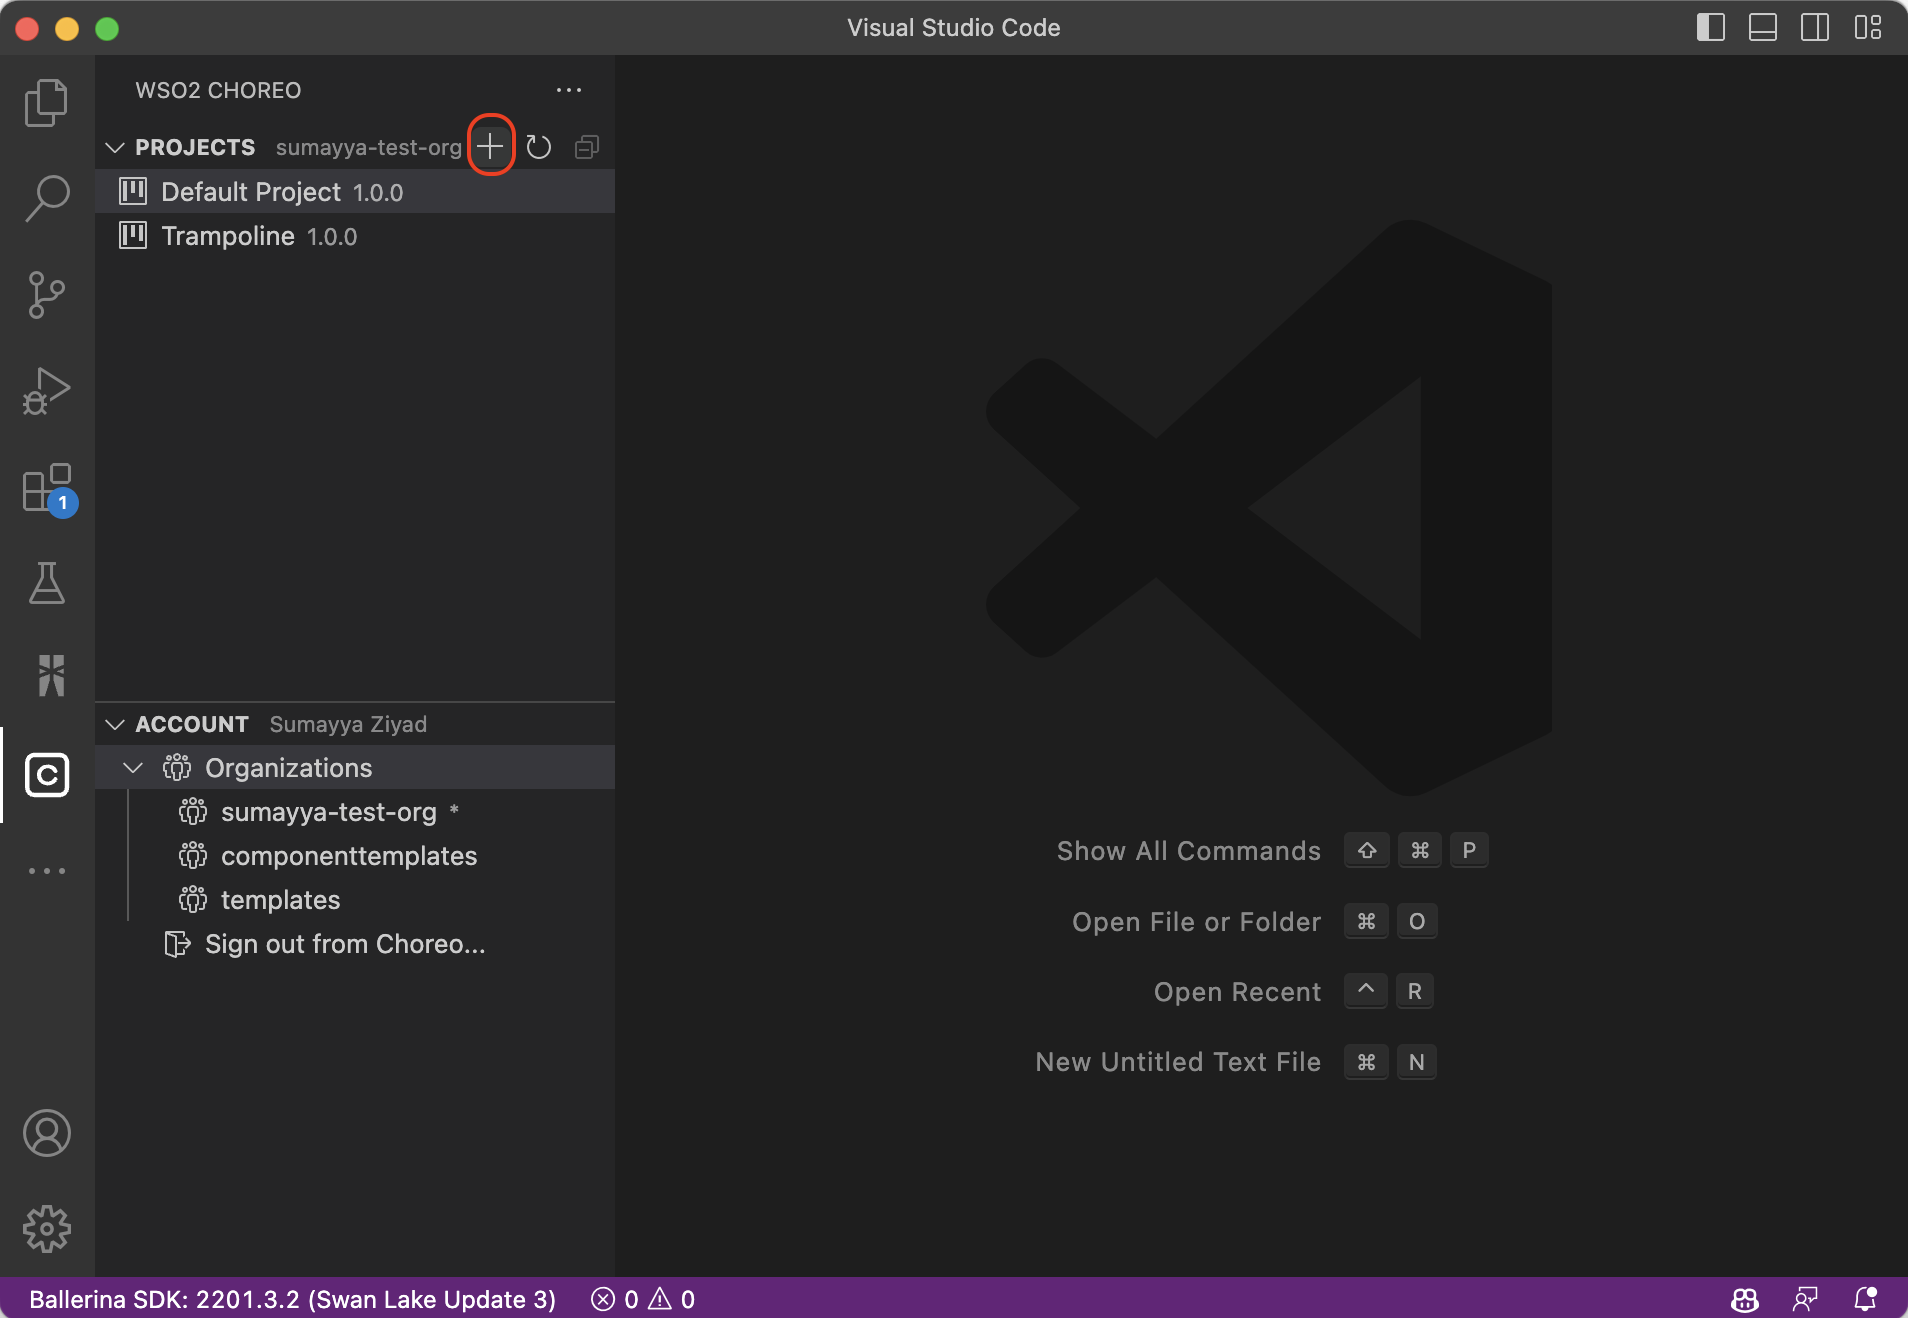 Visual Studio Code
WSO2 CHOREO
PROJECTS sumayya-test-org
Default Project 1.0.0
Trampoline 1.0.0
1
ACCOUNT Sumayya Ziyad
Organizations
C
sumayya-test-org *
componenttemplates
templates
Sign out from Choreo...
Show All Commands ⇧ ⌘ P
Open File or Folder ⌘ O
Open Recent ^ R
New Untitled Text File ⌘ N
Ballerina SDK: 2201.3.2 (Swan Lake Update 3) 0 0